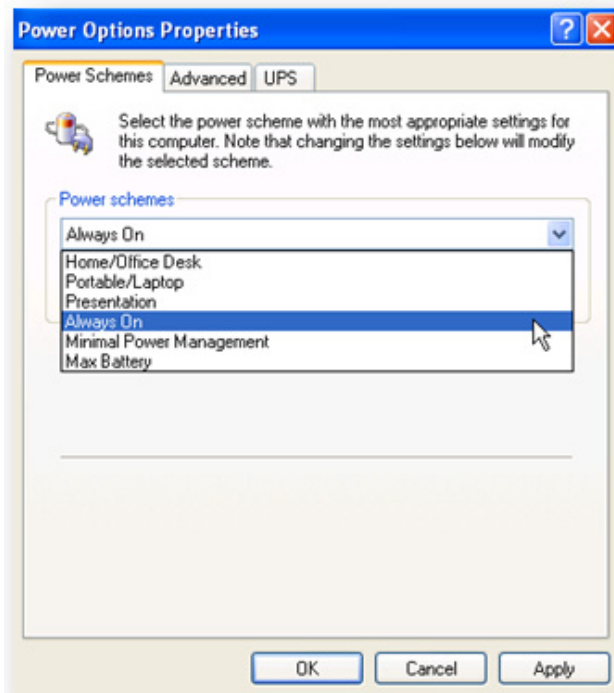 Power Options Properties
Power Schemes Advanced UPS
Select the power scheme with the most appropriate settings for
this computer. Note that changing the settings below will modify
the selected scheme.
Power schemes
Always On
Home/Office Desk
Portable/Laptop
Presentation
Always On
Minimal Power Management
Max Battery
OK Cancel Apply